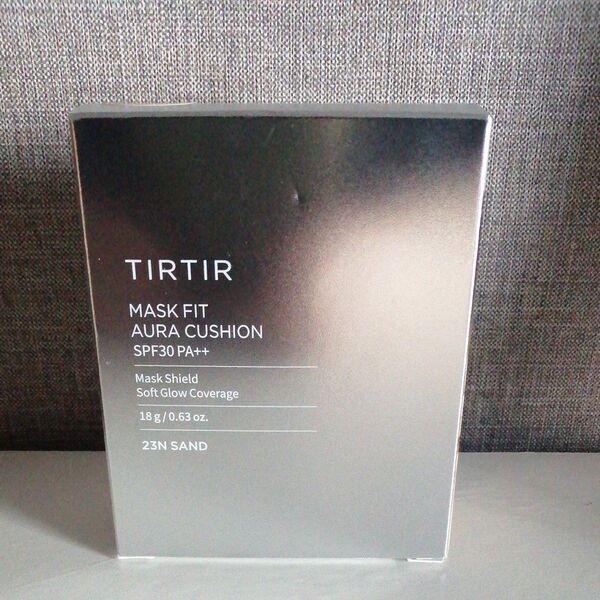 TIRTIR
MASK FIT
AURA CUSHION
SPF30 PA++
Mask Shield
Soft Glow Coverage
18 g / 0.63 oz.
23N SAND